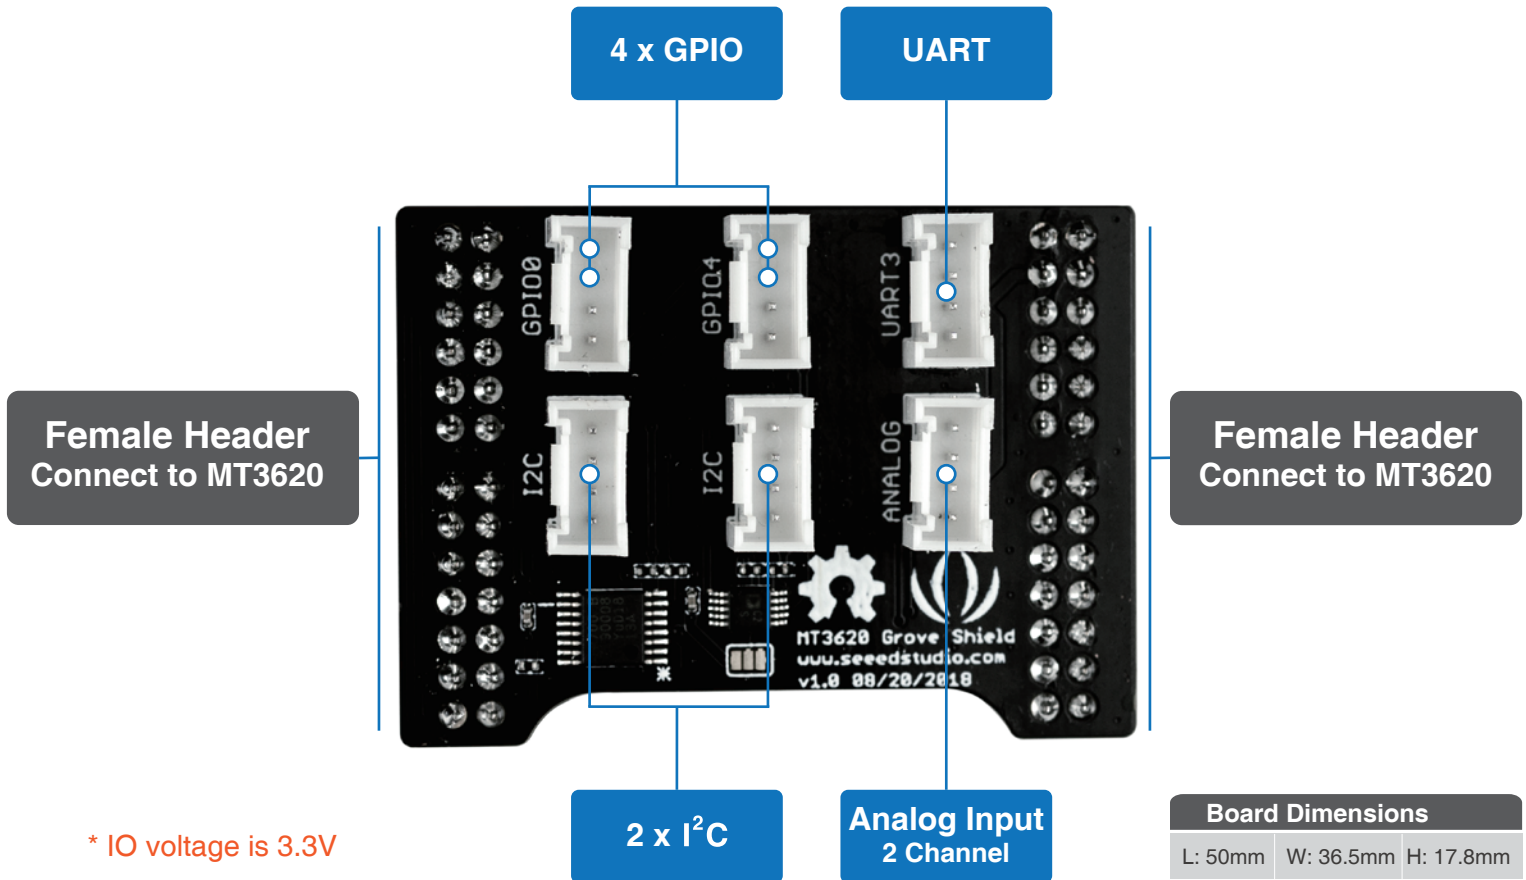 4 x GPIO
UART
GPIO0
GPIO4
UART3
Female Header
Connect to MT3620
Female Header
Connect to MT3620
I2C
I2C
ANALOG
MT3620 Grove Shield
www.seeedstudio.com
v1.0 08/20/2018
2 x I²C
Analog Input
2 Channel
* IO voltage is 3.3V
Board Dimensions
L: 50mm W: 36.5mm H: 17.8mm